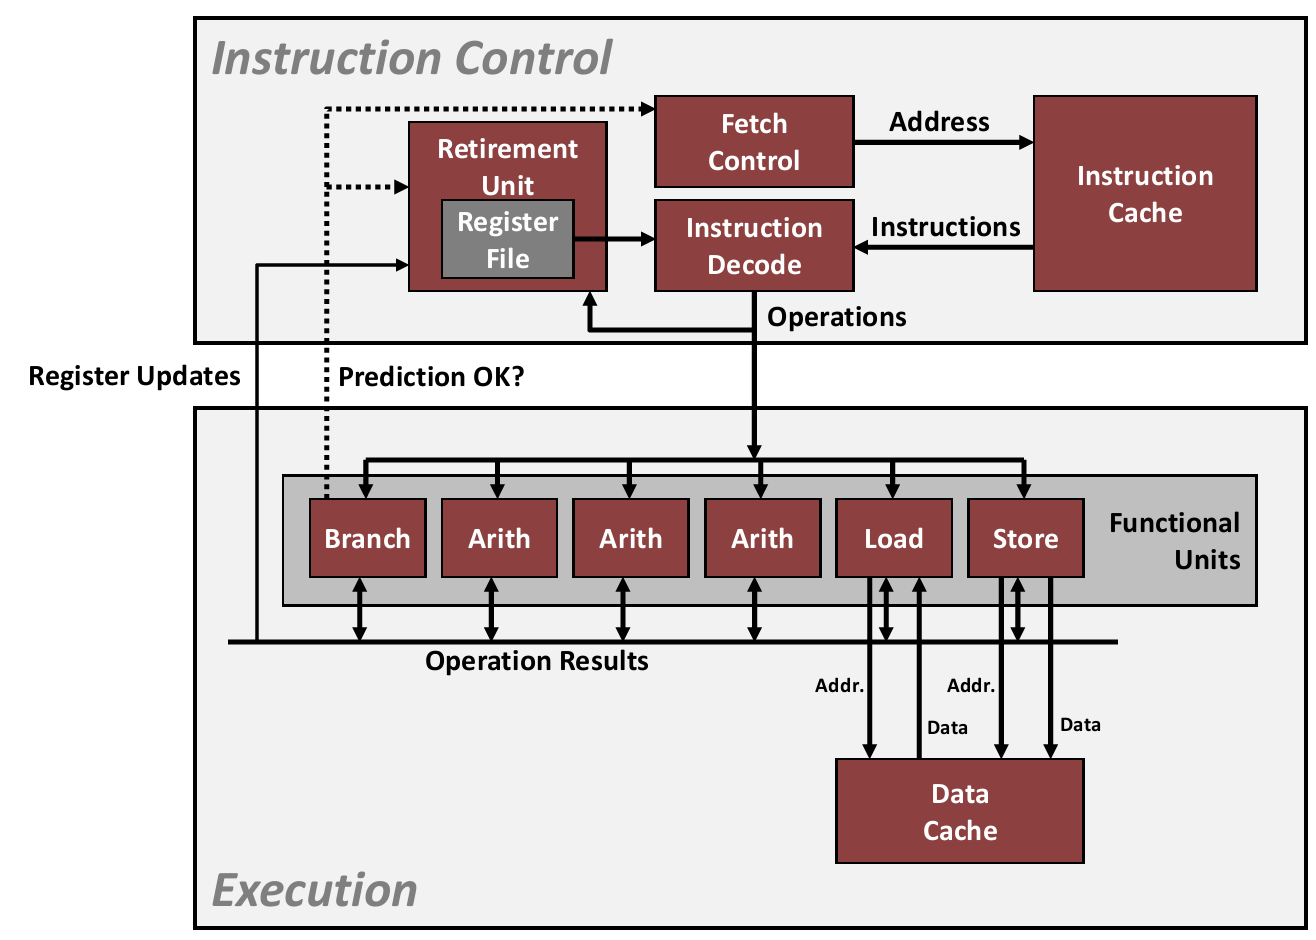 Instruction Control
Fetch
Control
Address
Instruction
Cache
Retirement
Unit
Register
File
Instruction
Decode
Instructions
Operations
Register Updates
Prediction OK?
Branch
Arith
Arith
Arith
Load
Store
Functional
Units
Operation Results
Addr.
Addr.
Data
Data
Data
Cache
Execution